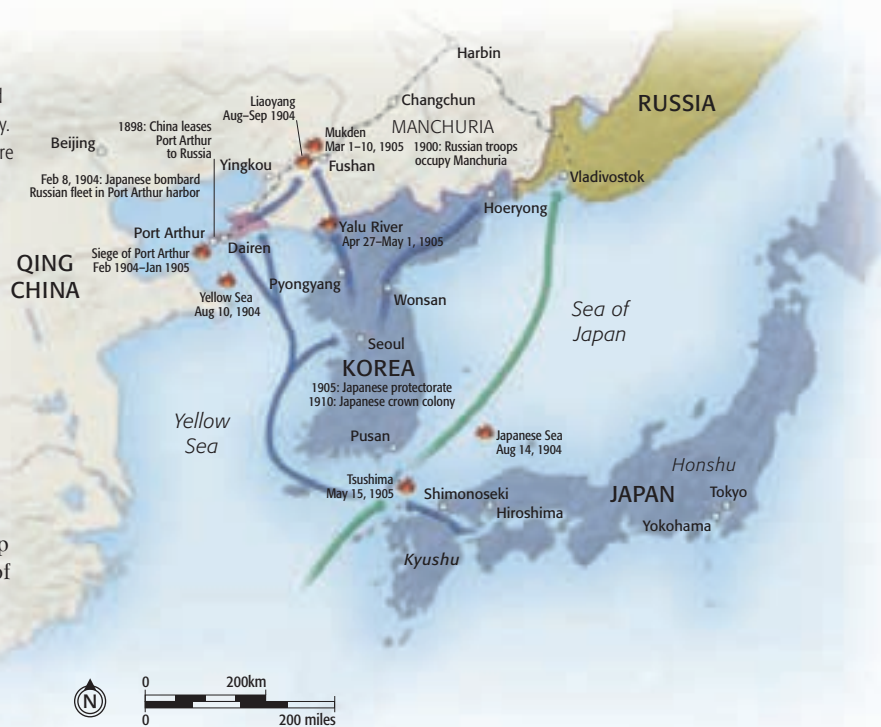 Harbin
Liaoyang
Aug–Sep 1904
Changchun
RUSSIA
y.
re
Beijing
1898: China leases
Port Arthur
to Russia
Mukden
Mar 1–10, 1905
MANCHURIA
1900: Russian troops
occupy Manchuria
Yingkou
Fushan
Vladivostok
Feb 8, 1904: Japanese bombard
Russian fleet in Port Arthur harbor
Hoeryong
Port Arthur
Dairen
Yalu River
Apr 27–May 1, 1905
Siege of Port Arthur
Feb 1904–Jan 1905
QING
CHINA
Pyongyang
Wonsan
Yellow Sea
Aug 10, 1904
Sea of
Japan
Seoul
KOREA
1905: Japanese protectorate
1910: Japanese crown colony
Yellow
Sea
Pusan
Japanese Sea
Aug 14, 1904
Honshu
Tsushima
May 15, 1905
Shimonoseki
Hiroshima
JAPAN
Tokyo
Yokohama
Kyushu
p
of
N
0 200km
0 200 miles